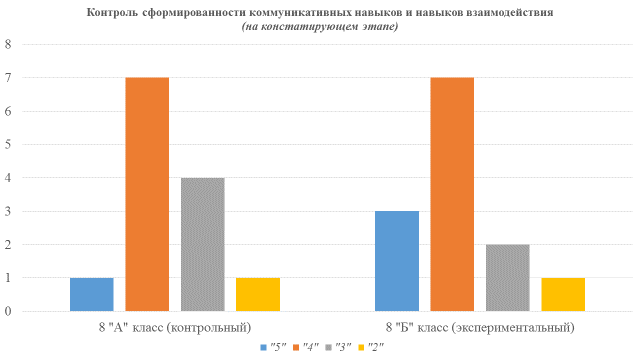 Контроль сформированности коммуникативных навыков и навыков взаимодействия
(на констатирующем этапе)
8
7
6
5
4
3
2
1
0
8 "А" класс (контрольный) 8 "Б" класс (экспериментальный)
"5" "4" "3" "2"